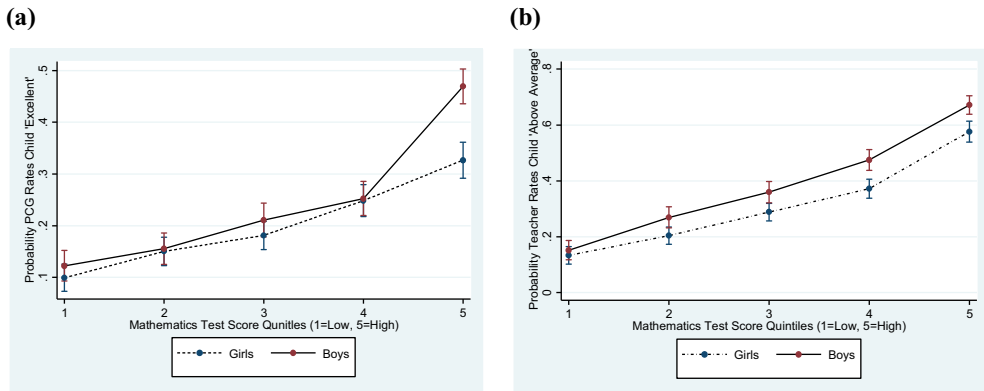 (a)
Probability PCG Rates Child 'Excellent'
.5
.4
.3
.2
.1
1 2 3 4 5
Mathematics Test Score Qunitles (1=Low, 5=High)
Girls Boys
(b)
Probability Teacher Rates Child 'Above Average'
.8
.6
.4
.2
0
1 2 3 4 5
Mathematics Test Score Quintiles (1=Low, 5=High)
Girls Boys